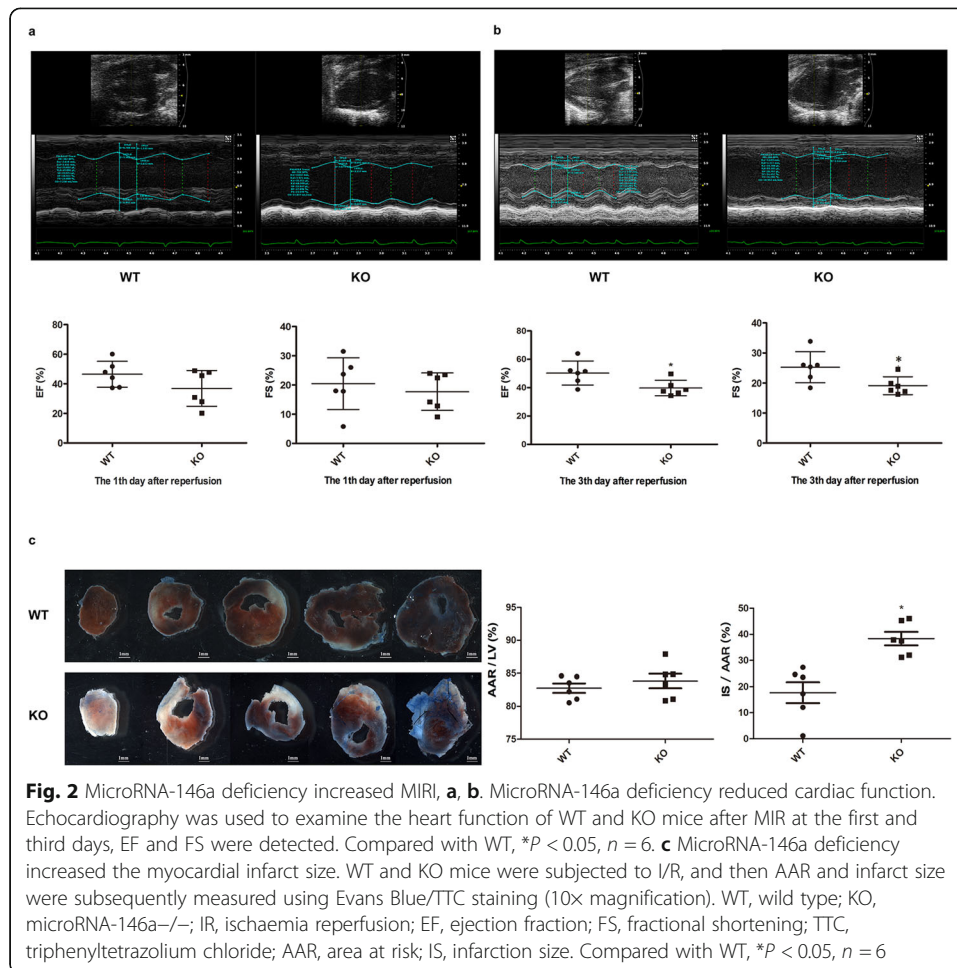 a
b
WT
KO
WT
KO
EF (%)
80
60
40
20
0
WT
KO
The 1th day after reperfusion
FS (%)
40
30
20
10
0
WT
KO
The 1th day after reperfusion
EF (%)
80
60
40
20
0
*
WT
KO
The 3th day after reperfusion
FS (%)
40
30
20
10
0
*
WT
KO
The 3th day after reperfusion
c
WT
1mm
1mm
1mm
1mm
1mm
KO
1mm
1mm
1mm
1mm
1mm
AAR / LV (%)
95
90
85
80
75
WT
KO
IS / AAR (%)
50
40
30
20
10
0
*
WT
KO
Fig. 2 MicroRNA-146a deficiency increased MIRI, a, b. MicroRNA-146a deficiency reduced cardiac function.
Echocardiography was used to examine the heart function of WT and KO mice after MIR at the first and
third days, EF and FS were detected. Compared with WT, *P < 0.05, n = 6. c MicroRNA-146a deficiency
increased the myocardial infarct size. WT and KO mice were subjected to I/R, and then AAR and infarct size
were subsequently measured using Evans Blue/TTC staining (10× magnification). WT, wild type; KO,
microRNA-146a−/−; IR, ischaemia reperfusion; EF, ejection fraction; FS, fractional shortening; TTC,
triphenyltetrazolium chloride; AAR, area at risk; IS, infarction size. Compared with WT, *P < 0.05, n = 6